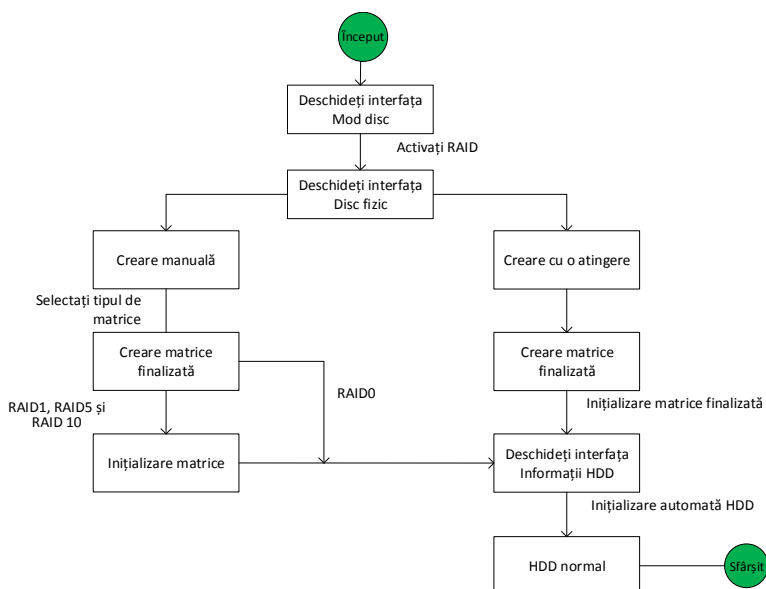 Început
Deschideți interfața
Mod disc
Activați RAID
Deschideți interfața
Disc fizic
Creare manuală
Creare cu o atingere
Selectați tipul de
matrice
Creare matrice
finalizată
Creare matrice
finalizată
RAID1, RAID5 și
RAID 10
RAID0
Inițializare matrice finalizată
Inițializare matrice
Deschideți interfața
Informații HDD
Inițializare automată HDD
HDD normal
Sfârșit